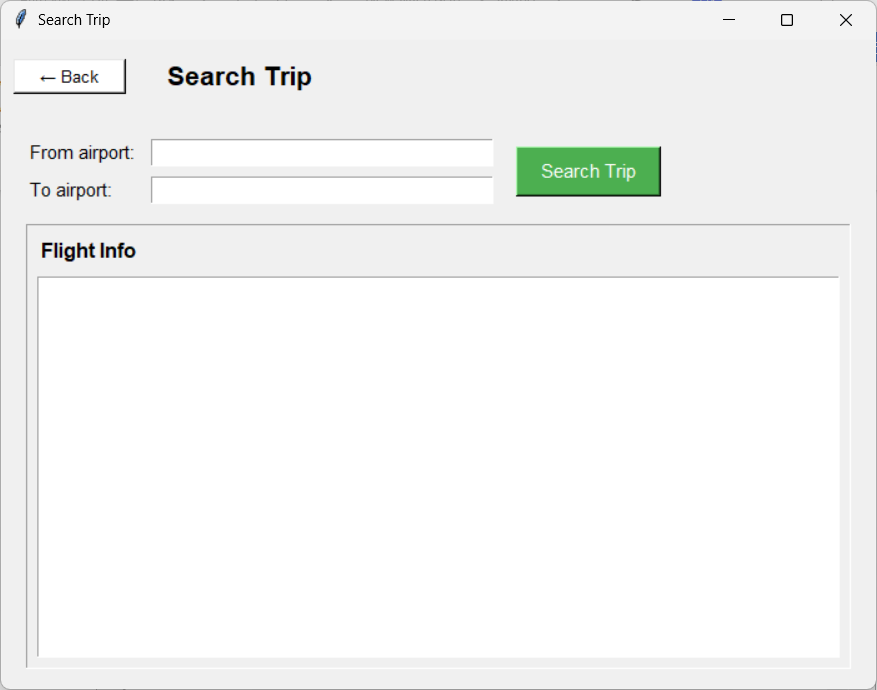 Search Trip
← Back
Search Trip
From airport:
To airport:
Search Trip
Flight Info